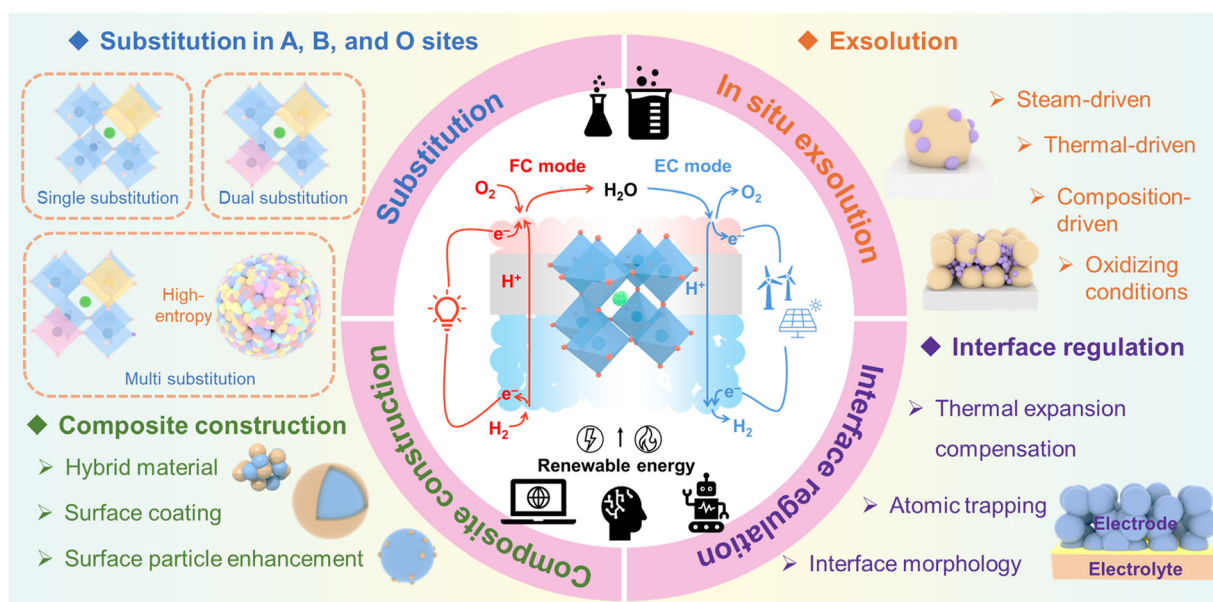 ◆ Substitution in A, B, and O sites
Single substitution
Dual substitution
High-
entropy
Multi substitution
◆ Composite construction
➢ Hybrid material
➢ Surface coating
➢ Surface particle enhancement
Substitution
In situ exsolution
Composite construction
Interface regulation
FC mode
EC mode
O₂
H₂O
O₂
e⁻
e⁻
H⁺
H⁺
e⁻
e⁻
H₂
H₂
Renewable energy
◆ Exsolution
➢ Steam-driven
➢ Thermal-driven
➢ Composition-
driven
➢ Oxidizing
conditions
◆ Interface regulation
➢ Thermal expansion
compensation
➢ Atomic trapping
➢ Interface morphology
Electrode
Electrolyte